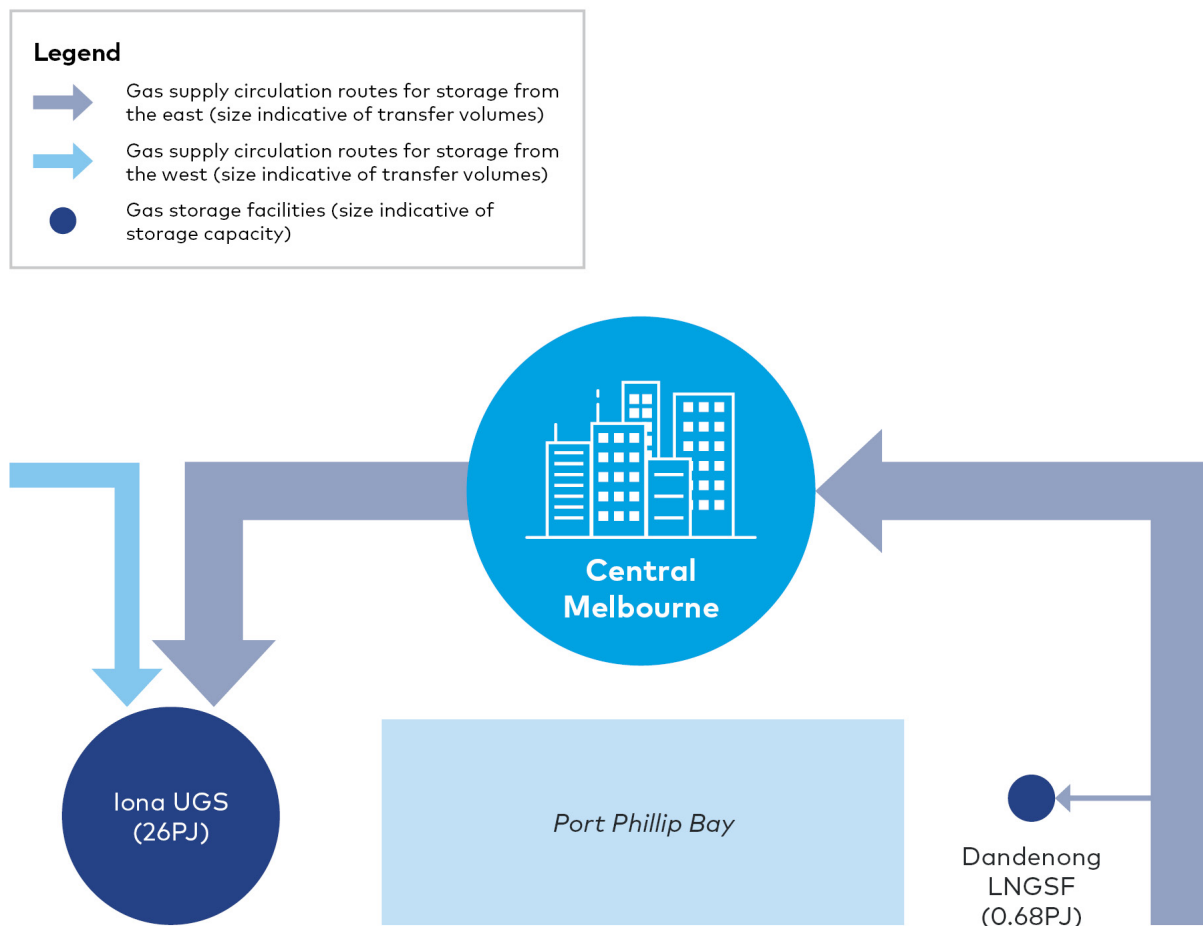 Legend
Gas supply circulation routes for storage from
the east (size indicative of transfer volumes)
Gas supply circulation routes for storage from
the west (size indicative of transfer volumes)
Gas storage facilities (size indicative of
storage capacity)
Central
Melbourne
Iona UGS
(26PJ)
Port Phillip Bay
Dandenong
LNGSF
(0.68PJ)